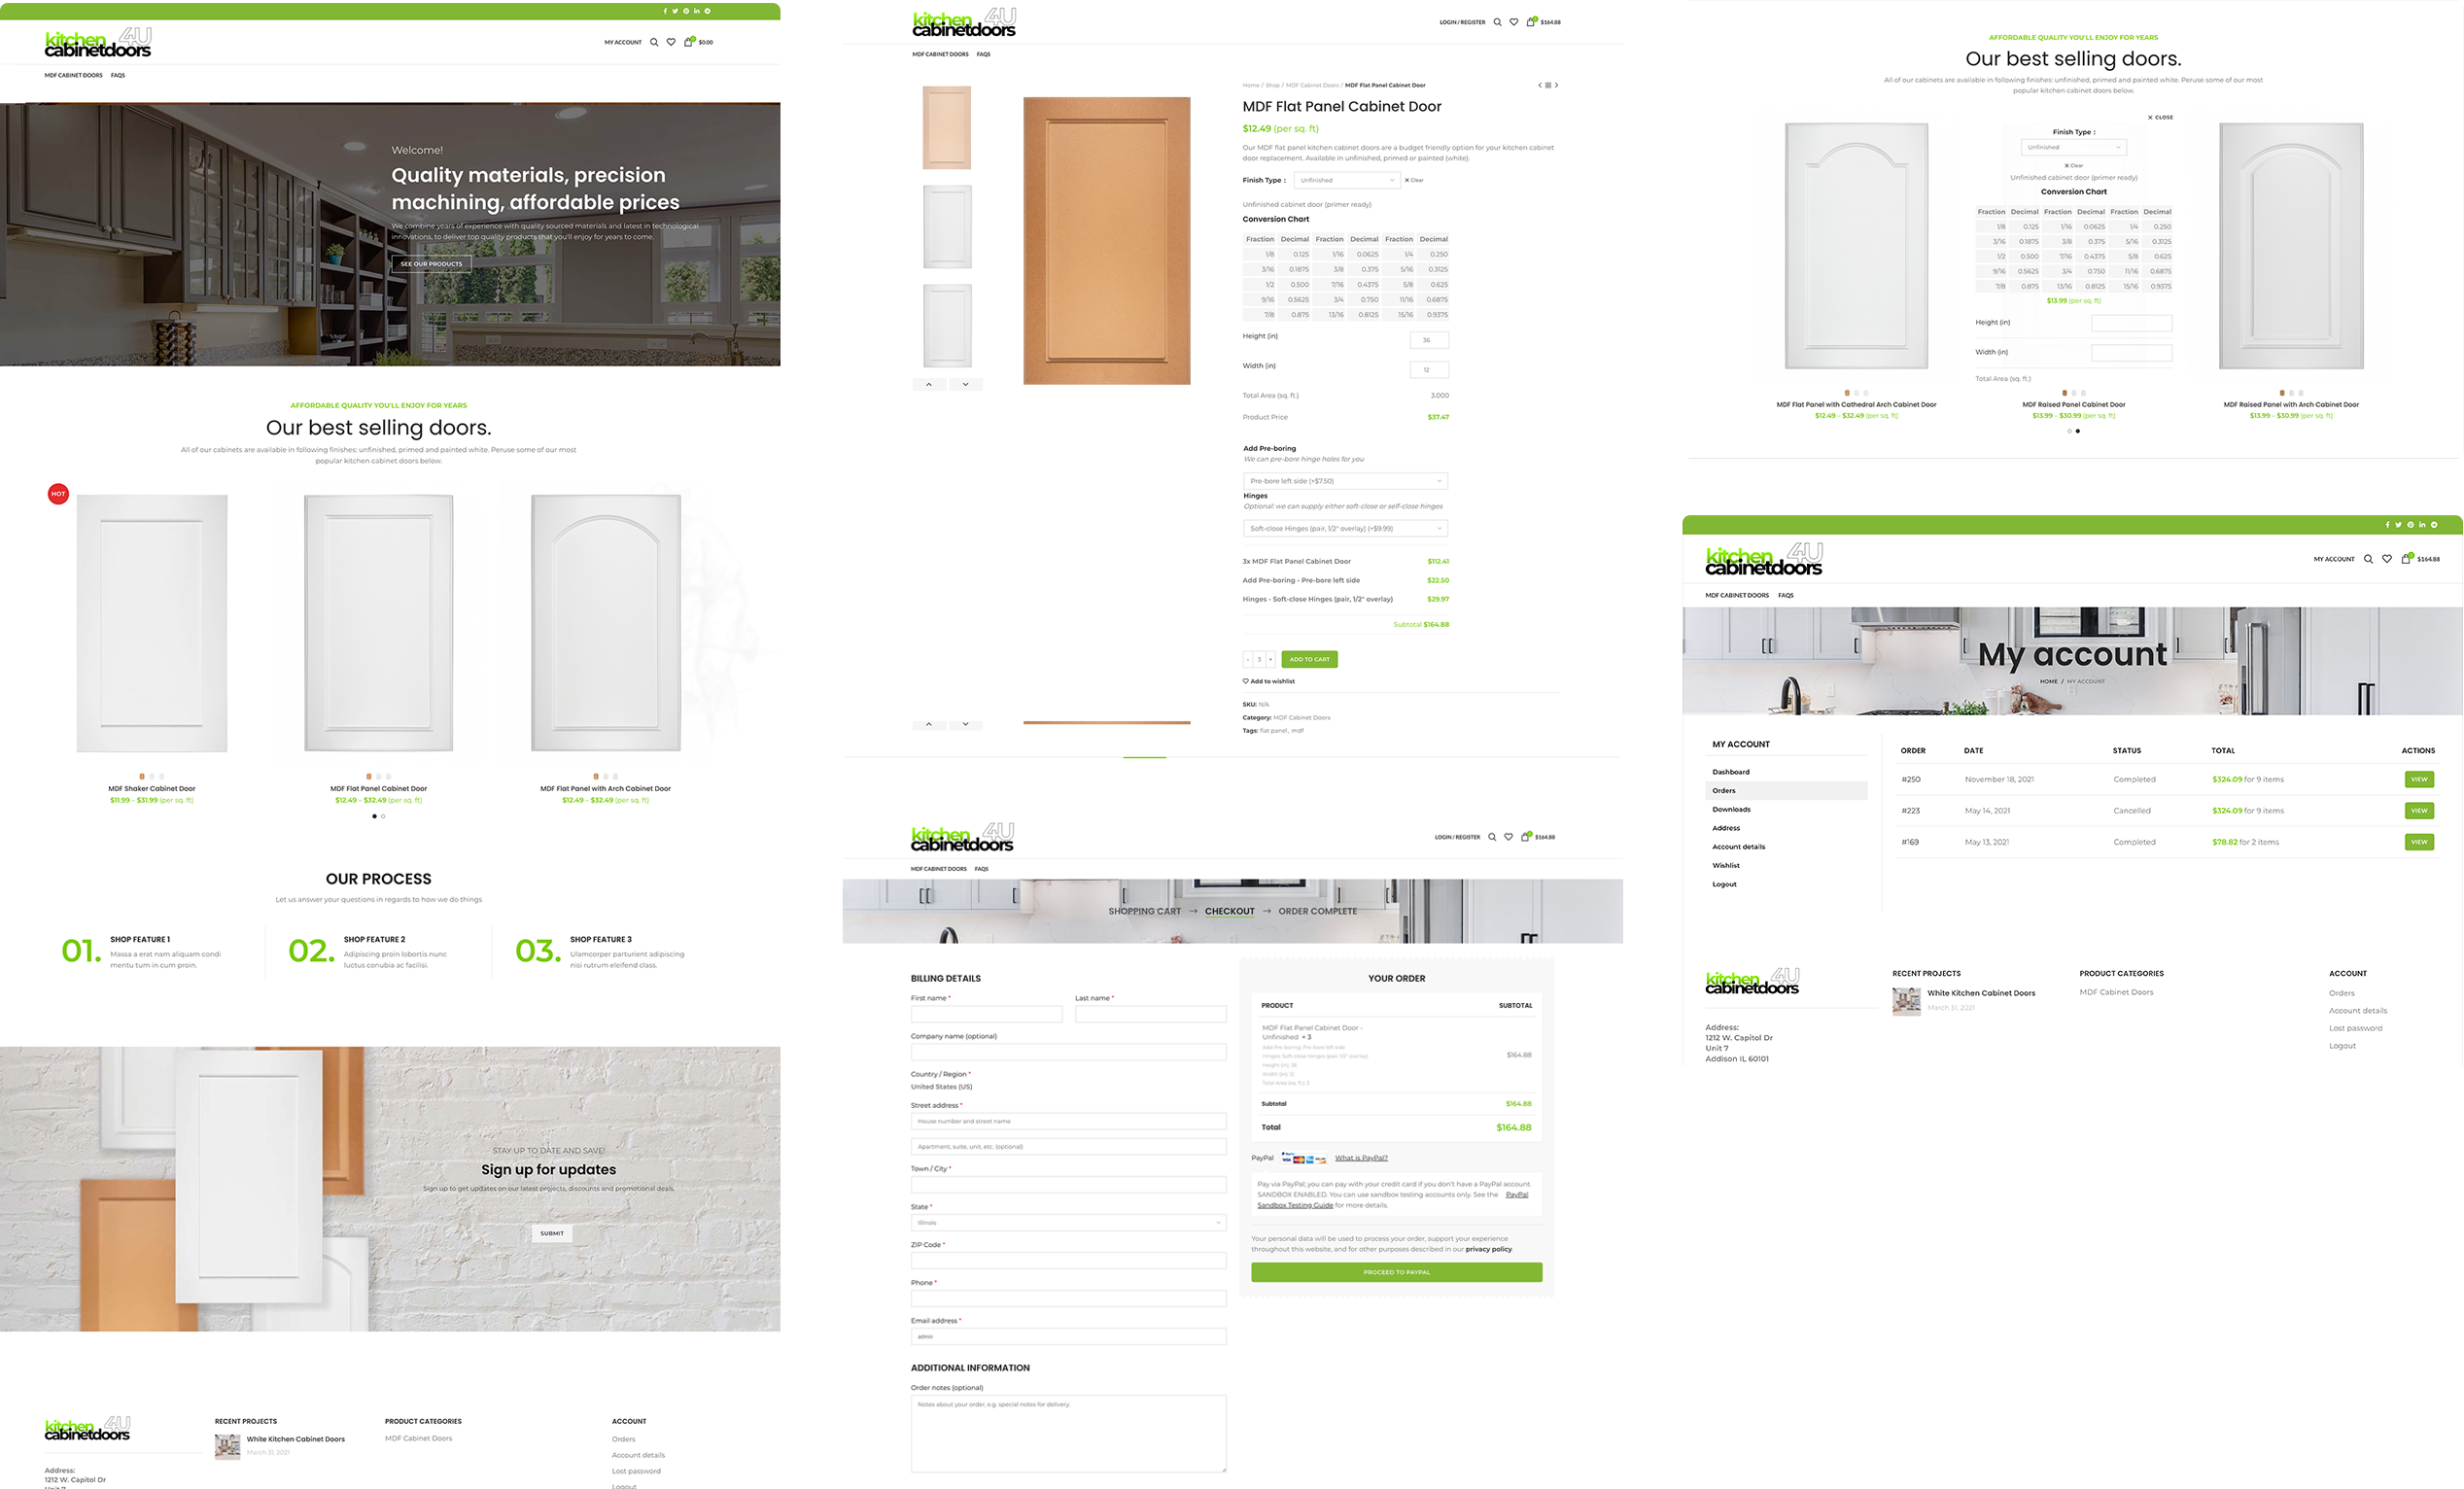 kitchen 4U
cabinetdoors
MY ACCOUNT
$0.00
MDF CABINET DOORS FAQS
Welcome!
Quality materials, precision
machining, affordable prices
We combine years of experience with quality sourced materials and latest in technological
innovations, to deliver top quality products that you'll enjoy for years to come.
SEE OUR PRODUCTS
AFFORDABLE QUALITY YOU'LL ENJOY FOR YEARS
Our best selling doors.
All of our cabinets are available in following finishes: unfinished, primed and painted white. Peruse some of our most
popular kitchen cabinet doors below.
HOT
MDF Shaker Cabinet Door
$11.99 – $31.99 (per sq. ft)
MDF Flat Panel Cabinet Door
$12.49 – $32.49 (per sq. ft)
MDF Flat Panel with Arch Cabinet Door
$12.49 – $32.49 (per sq. ft)
OUR PROCESS
Let us answer your questions in regards to how we do things
01.
SHOP FEATURE 1
Massa a erat nam aliquam condi
mentu tum in cum proin.
02.
SHOP FEATURE 2
Adipiscing proin lobortis nunc
luctus conubia ac facilisi.
03.
SHOP FEATURE 3
Ulamcorper parturient adipiscing
nisi rutrum eleifend class.
STAY UP TO DATE AND SAVE!
Sign up for updates
Sign up to get updates on our latest projects, discounts and promotional deals.
SUBMIT
kitchen 4U
cabinetdoors
Address:
1212 W. Capitol Dr
Unit 7
RECENT PROJECTS
White Kitchen Cabinet Doors
March 31, 2021
PRODUCT CATEGORIES
MDF Cabinet Doors
ACCOUNT
Orders
Account details
Lost password
Logout
kitchen 4U
cabinetdoors
LOGIN / REGISTER
$164.88
MDF CABINET DOORS FAQS
Home / Shop / MDF Cabinet Doors / MDF Flat Panel Cabinet Door
MDF Flat Panel Cabinet Door
$12.49 (per sq. ft)
Our MDF flat panel kitchen cabinet doors are a budget friendly option for your kitchen cabinet
door replacement. Available in unfinished, primed or painted (white).
Finish Type : Unfinished × Clear
Unfinished cabinet door (primer ready)
Conversion Chart
Fraction Decimal Fraction Decimal Fraction Decimal
1/8 0.125 1/16 0.0625 1/4 0.250
3/16 0.1875 3/8 0.375 5/16 0.3125
1/2 0.500 7/16 0.4375 5/8 0.625
9/16 0.5625 3/4 0.750 11/16 0.6875
7/8 0.875 13/16 0.8125 15/16 0.9375
Height (in) 36
Width (in) 12
Total Area (sq. ft.) 3.000
Product Price $37.47
Add Pre-boring
We can pre-bore hinge holes for you
Pre-bore left side (+$7.50)
Hinges
Optional: we can supply either soft-close or self-close hinges
Soft-close Hinges (pair, 1/2" overlay) (+$9.99)
3x MDF Flat Panel Cabinet Door $112.41
Add Pre-boring - Pre-bore left side $22.50
Hinges - Soft-close Hinges (pair, 1/2" overlay) $29.97
Subtotal $164.88
- 3 + ADD TO CART
Add to wishlist
SKU: N/A
Category: MDF Cabinet Doors
Tags: flat panel, mdf
kitchen 4U
cabinetdoors
LOGIN / REGISTER
$164.88
MDF CABINET DOORS FAQS
SHOPPING CART → CHECKOUT → ORDER COMPLETE
BILLING DETAILS
First name * Last name *
Company name (optional)
Country / Region *
United States (US)
Street address *
House number and street name
Apartment, suite, unit, etc. (optional)
Town / City *
State *
Illinois
ZIP Code *
Phone *
Email address *
admin
ADDITIONAL INFORMATION
Order notes (optional)
Notes about your order, e.g. special notes for delivery.
YOUR ORDER
PRODUCT SUBTOTAL
MDF Flat Panel Cabinet Door -
Unfinished × 3
Add Pre-boring: Pre-bore left side
Hinges: Soft-close Hinges (pair, 1/2" overlay)
Height (in): 36
Width (in): 12
Total Area (sq. ft.): 3
$164.88
Subtotal $164.88
Total $164.88
PayPal What is PayPal?
Pay via PayPal; you can pay with your credit card if you don't have a PayPal account.
SANDBOX ENABLED. You can use sandbox testing accounts only. See the PayPal
Sandbox Testing Guide for more details.
Your personal data will be used to process your order, support your experience
throughout this website, and for other purposes described in our privacy policy.
PROCEED TO PAYPAL
AFFORDABLE QUALITY YOU'LL ENJOY FOR YEARS
Our best selling doors.
All of our cabinets are available in following finishes: unfinished, primed and painted white. Peruse some of our most
popular kitchen cabinet doors below.
× CLOSE
Finish Type :
Unfinished
× Clear
Unfinished cabinet door (primer ready)
Conversion Chart
Fraction Decimal Fraction Decimal Fraction Decimal
1/8 0.125 1/16 0.0625 1/4 0.250
3/16 0.1875 3/8 0.375 5/16 0.3125
1/2 0.500 7/16 0.4375 5/8 0.625
9/16 0.5625 3/4 0.750 11/16 0.6875
7/8 0.875 13/16 0.8125 15/16 0.9375
$13.99 (per sq. ft)
Height (in)
Width (in)
Total Area (sq. ft.)
MDF Flat Panel with Cathedral Arch Cabinet Door
$12.49 – $32.49 (per sq. ft)
MDF Raised Panel Cabinet Door
$13.99 – $30.99 (per sq. ft)
MDF Raised Panel with Arch Cabinet Door
$13.99 – $30.99 (per sq. ft)
kitchen 4U
cabinetdoors
MY ACCOUNT
$164.88
MDF CABINET DOORS FAQS
My account
HOME / MY ACCOUNT
MY ACCOUNT
Dashboard
Orders
Downloads
Address
Account details
Wishlist
Logout
ORDER DATE STATUS TOTAL ACTIONS
#250 November 18, 2021 Completed $324.09 for 9 items VIEW
#223 May 14, 2021 Cancelled $324.09 for 9 items VIEW
#169 May 13, 2021 Completed $78.82 for 2 items VIEW
kitchen 4U
cabinetdoors
Address:
1212 W. Capitol Dr
Unit 7
Addison IL 60101
RECENT PROJECTS
White Kitchen Cabinet Doors
March 31, 2021
PRODUCT CATEGORIES
MDF Cabinet Doors
ACCOUNT
Orders
Account details
Lost password
Logout